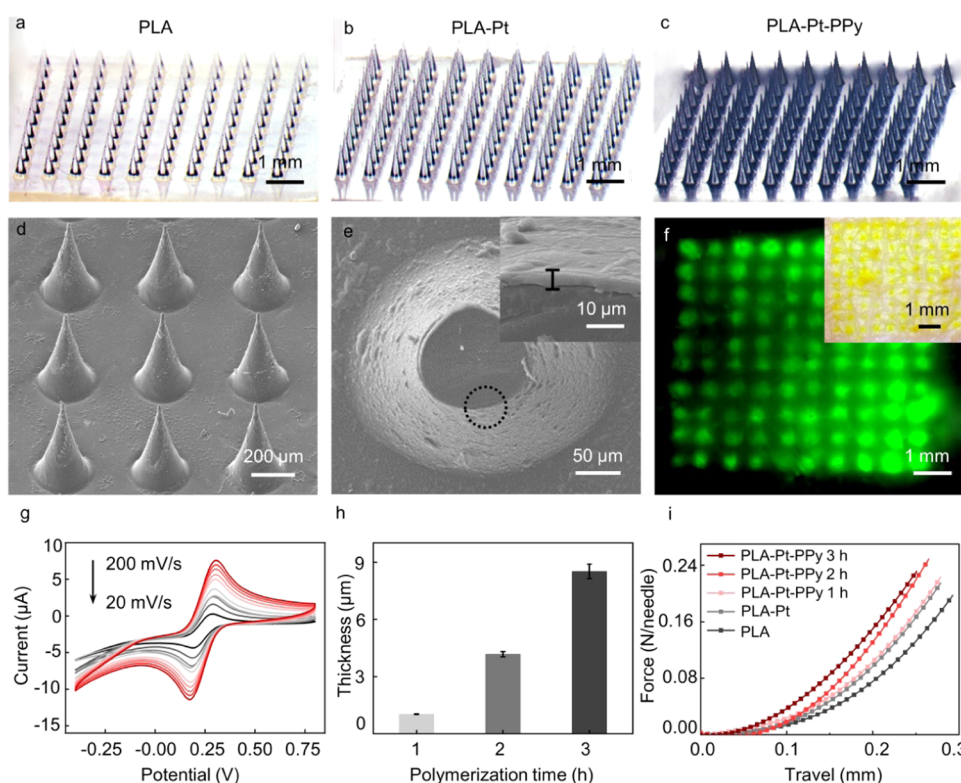 a
PLA
b
PLA-Pt
c
PLA-Pt-PPy
1 mm
1 mm
1 mm
d
200 µm
e
10 µm
50 µm
f
1 mm
1 mm
g
200 mV/s
20 mV/s
10
5
0
-5
-10
-15
Current (µA)
-0.25
-0.00
0.25
0.50
0.75
Potential (V)
h
9
6
3
0
Thickness (µm)
1
2
3
Polymerization time (h)
i
PLA-Pt-PPy 3 h
PLA-Pt-PPy 2 h
PLA-Pt-PPy 1 h
PLA-Pt
PLA
0.24
0.16
0.08
0.00
Force (N/needle)
0.0
0.1
0.2
0.3
Travel (mm)